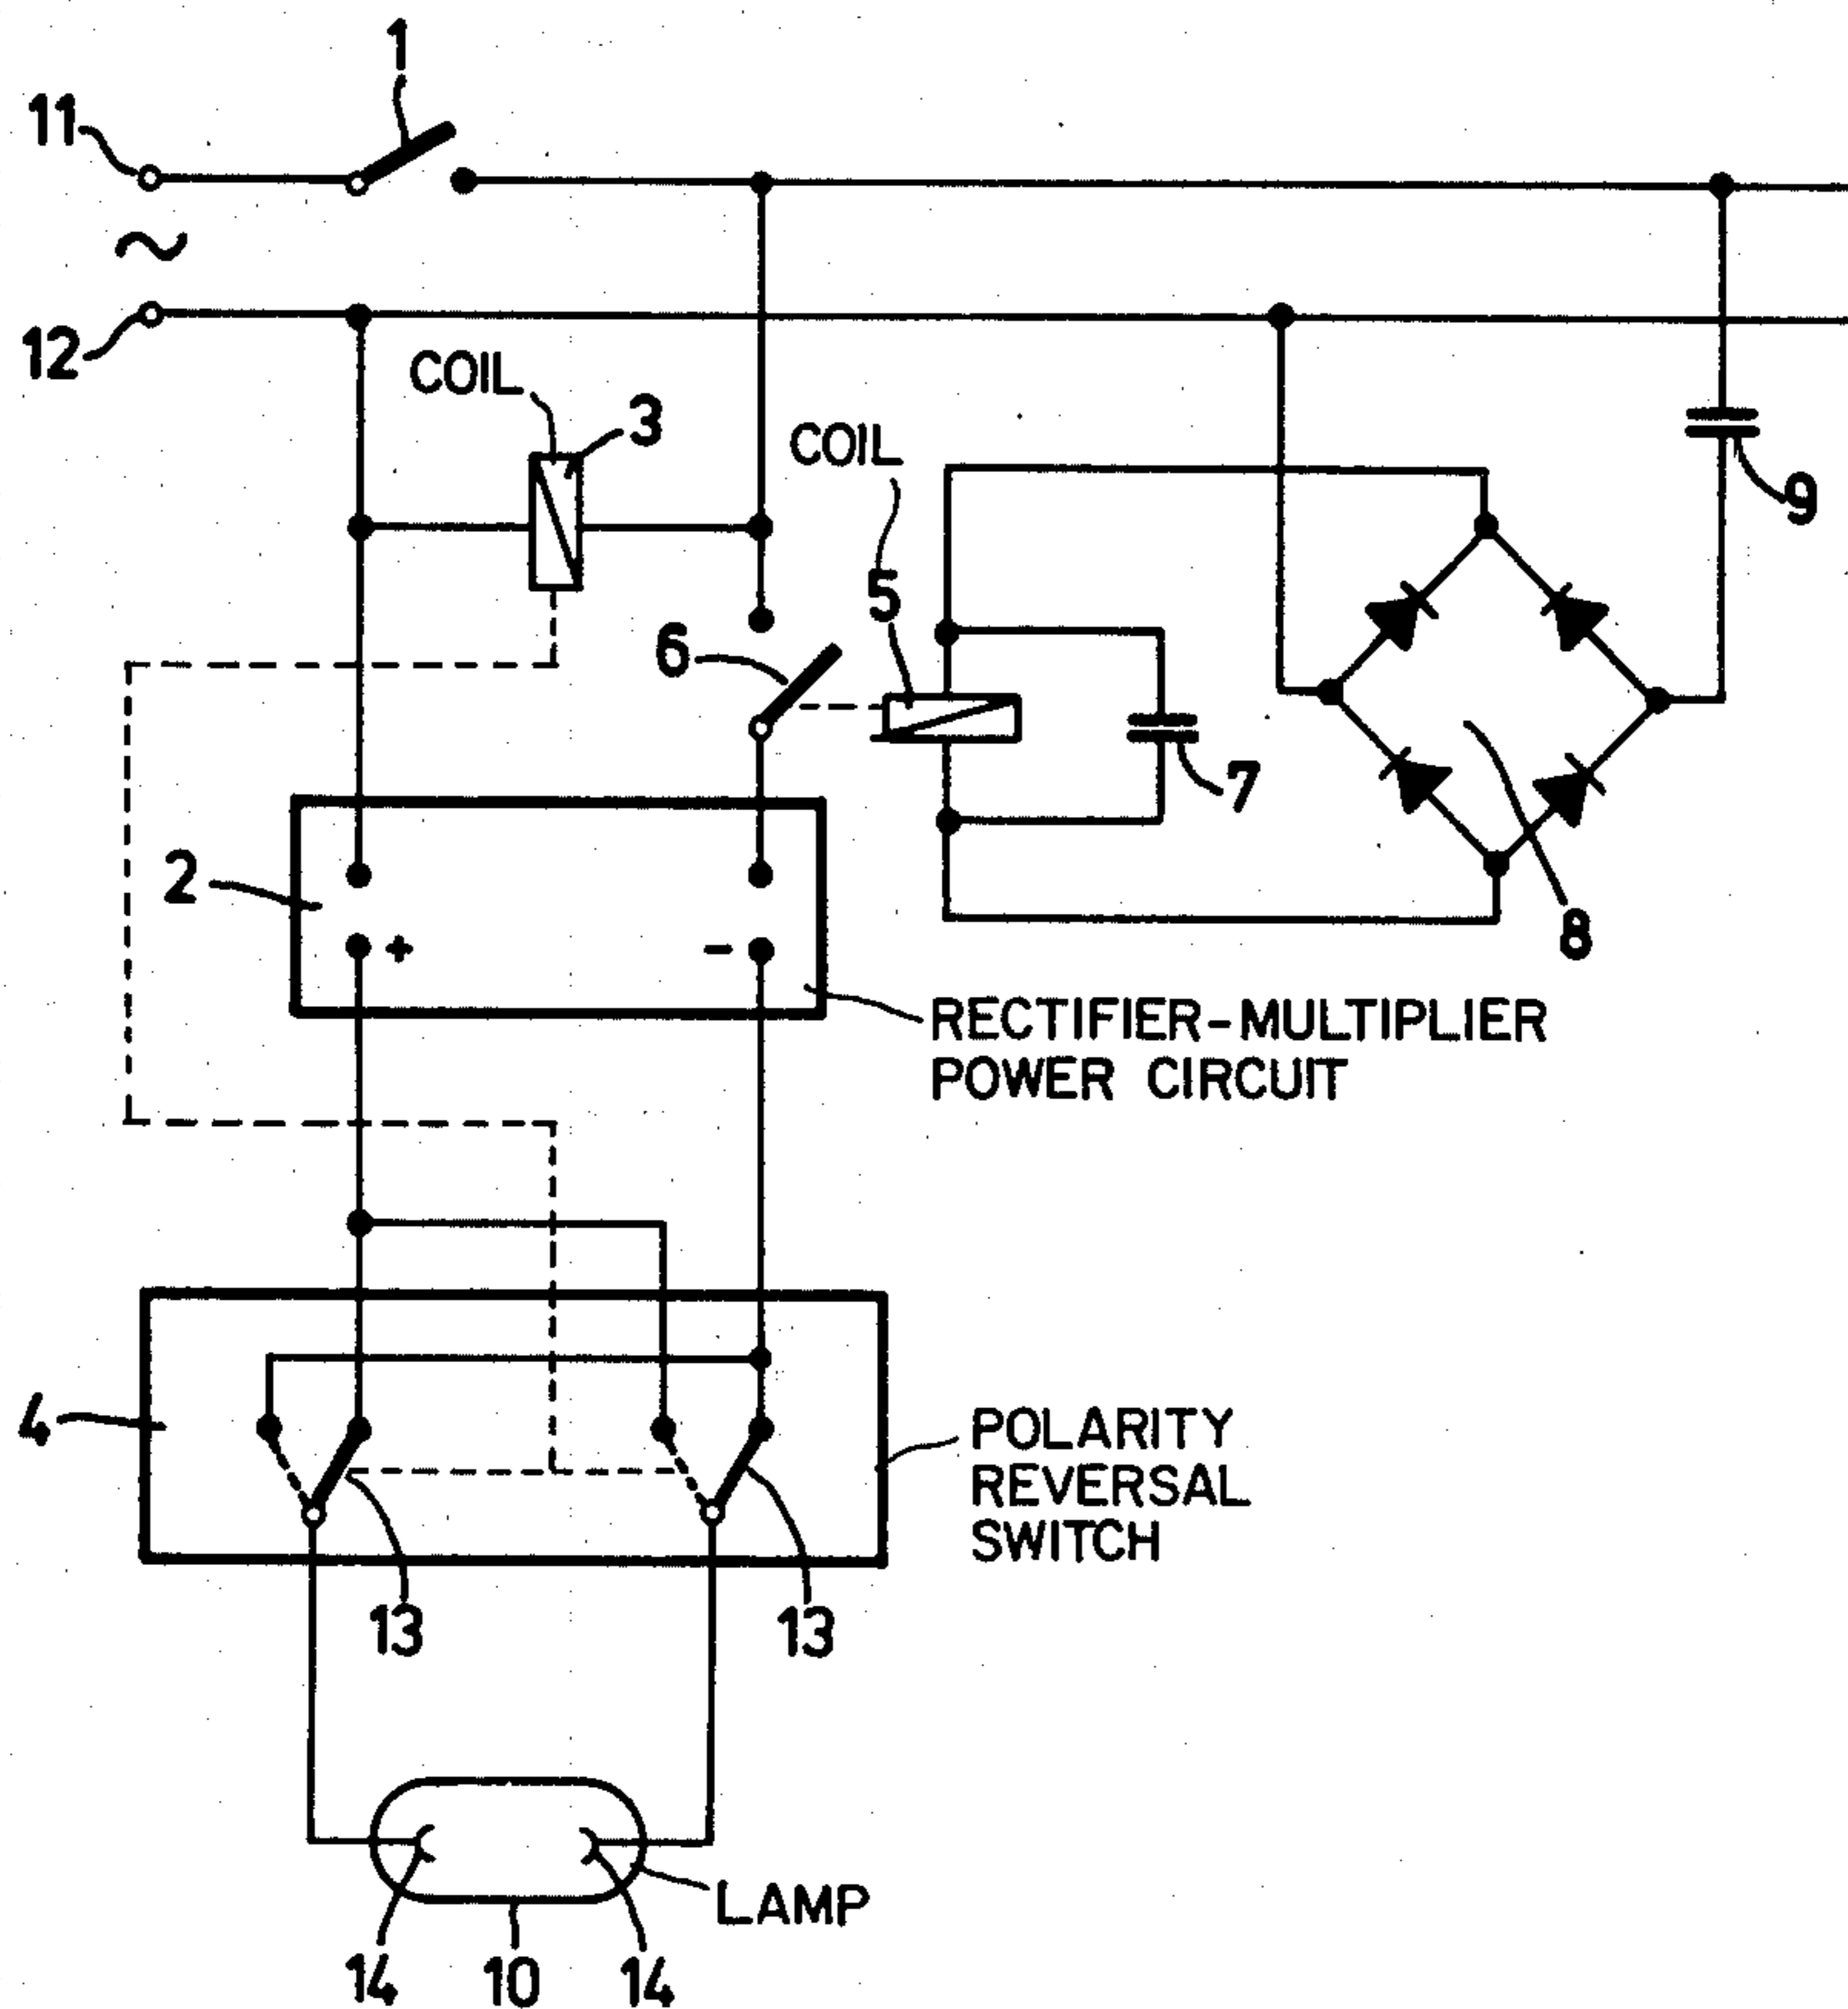 1
11
~
12
COIL
3
COIL
9
5
6
7
2
+ -
8
RECTIFIER-MULTIPLIER
POWER CIRCUIT
4
POLARITY
REVERSAL
SWITCH
13 13
LAMP
14 10 14